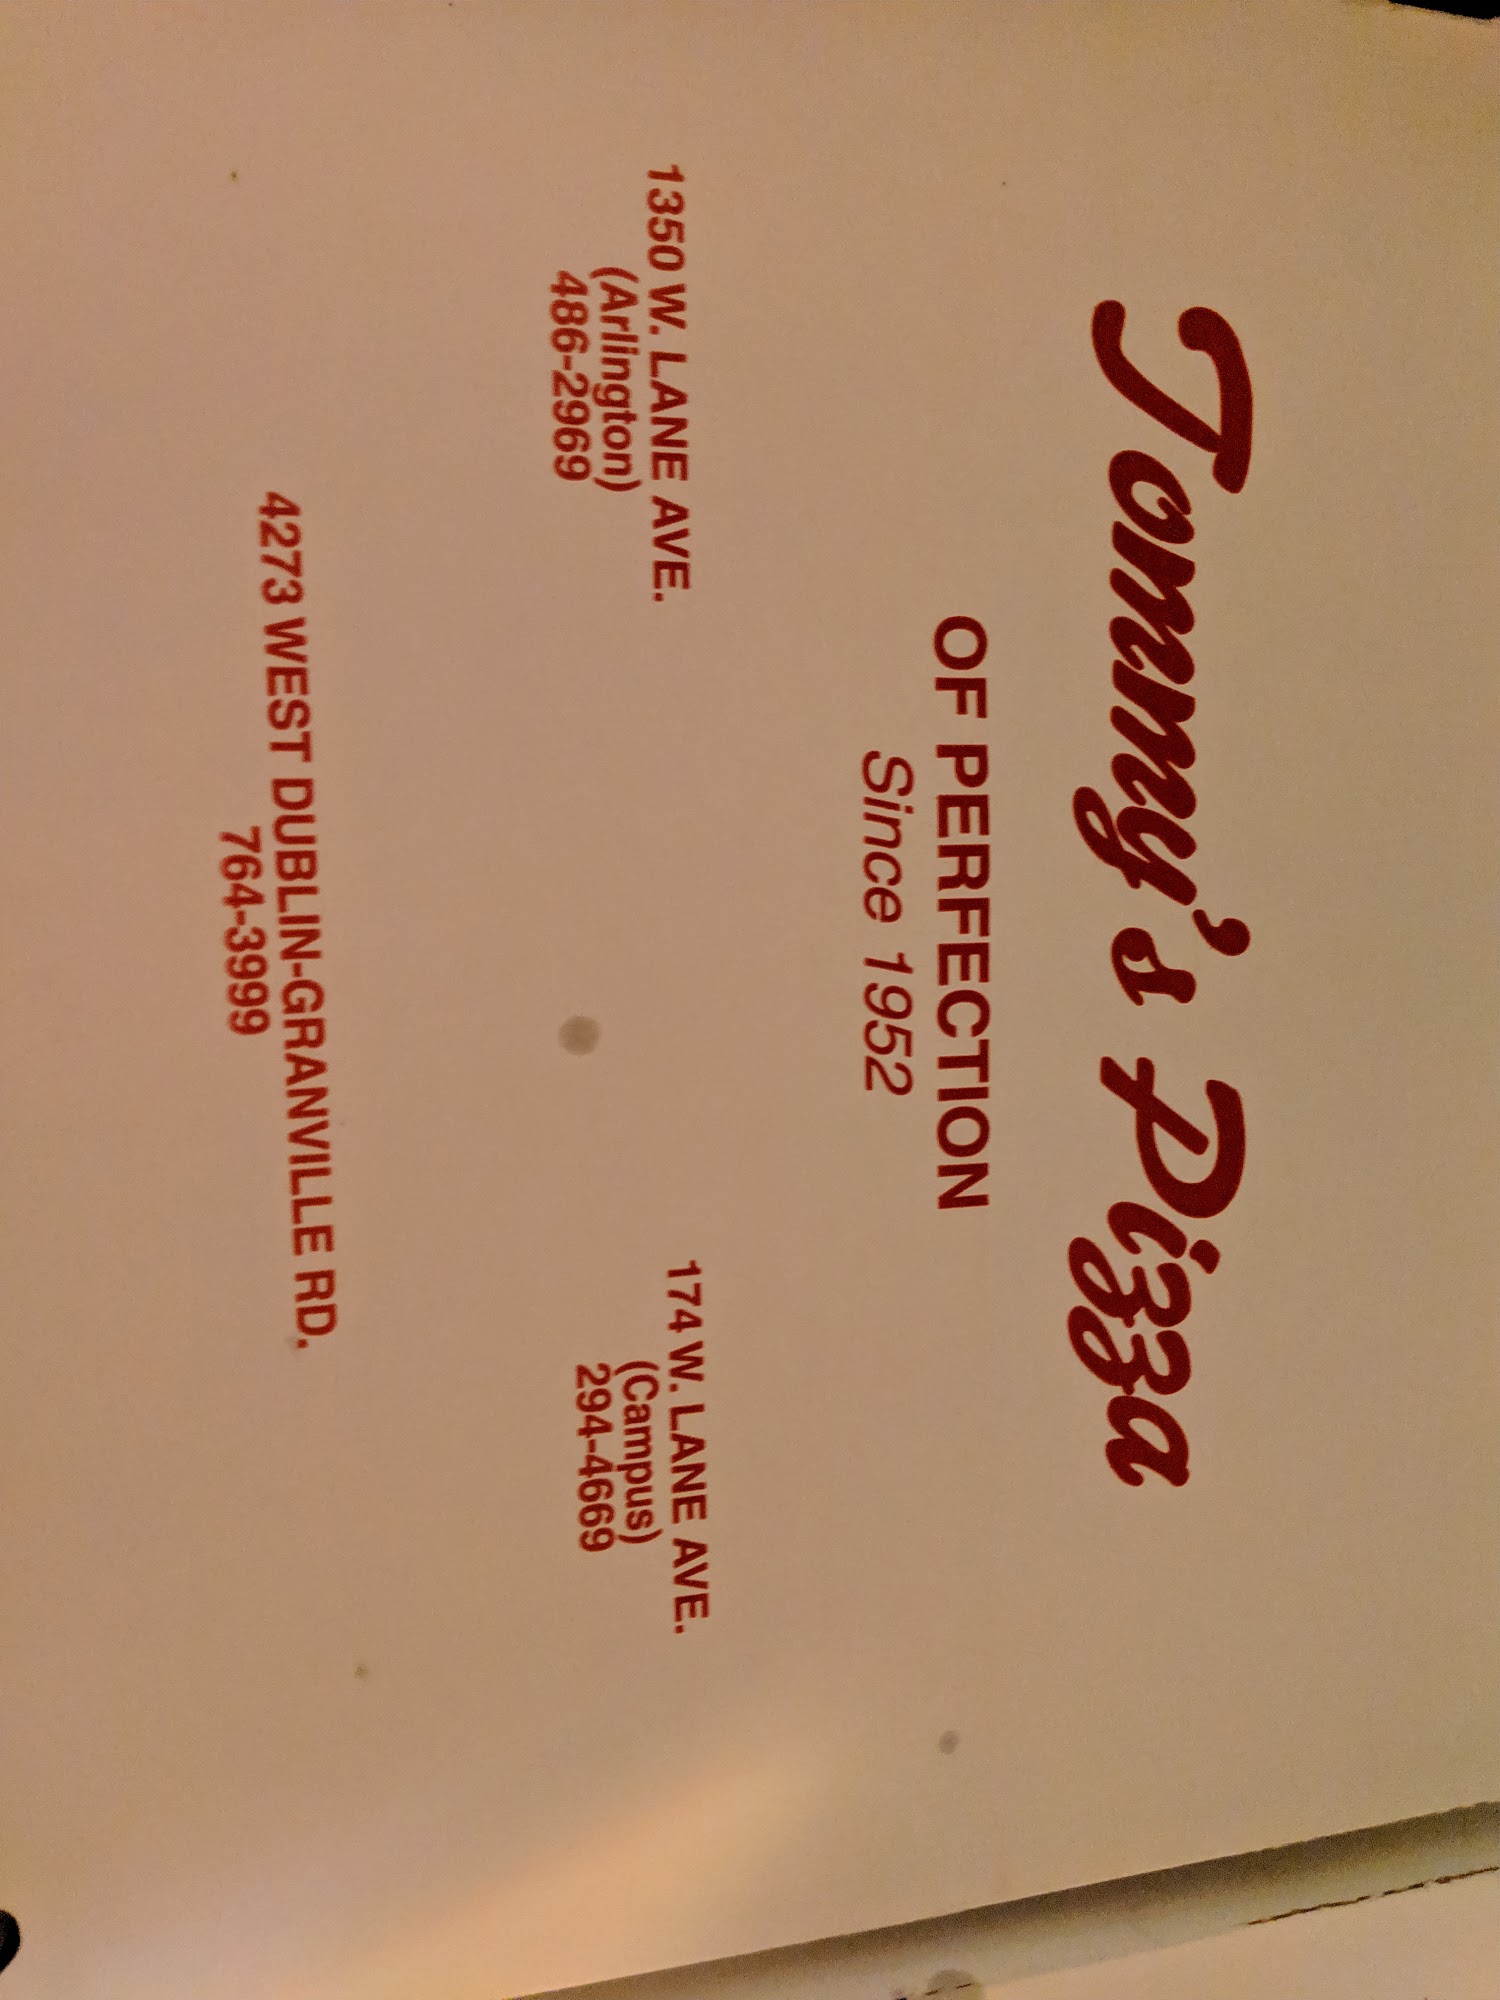 Tommy's Pizza
OF PERFECTION
Since 1952
1350 W. LANE AVE.
(Arlington)
486-2969
174 W. LANE AVE.
(Campus)
294-4669
4273 WEST DUBLIN-GRANVILLE RD.
764-3999